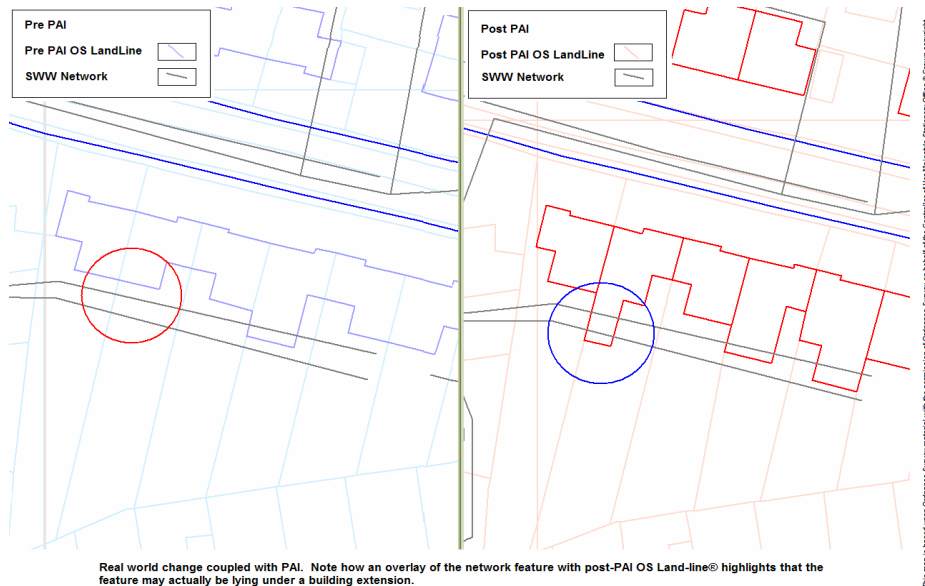 Pre PAI
Pre PAI OS LandLine
SWW Network
Post PAI
Post PAI OS LandLine
SWW Network
Real world change coupled with PAI. Note how an overlay of the network feature with post-PAI OS Land-line® highlights that the
feature may actually be lying under a building extension.